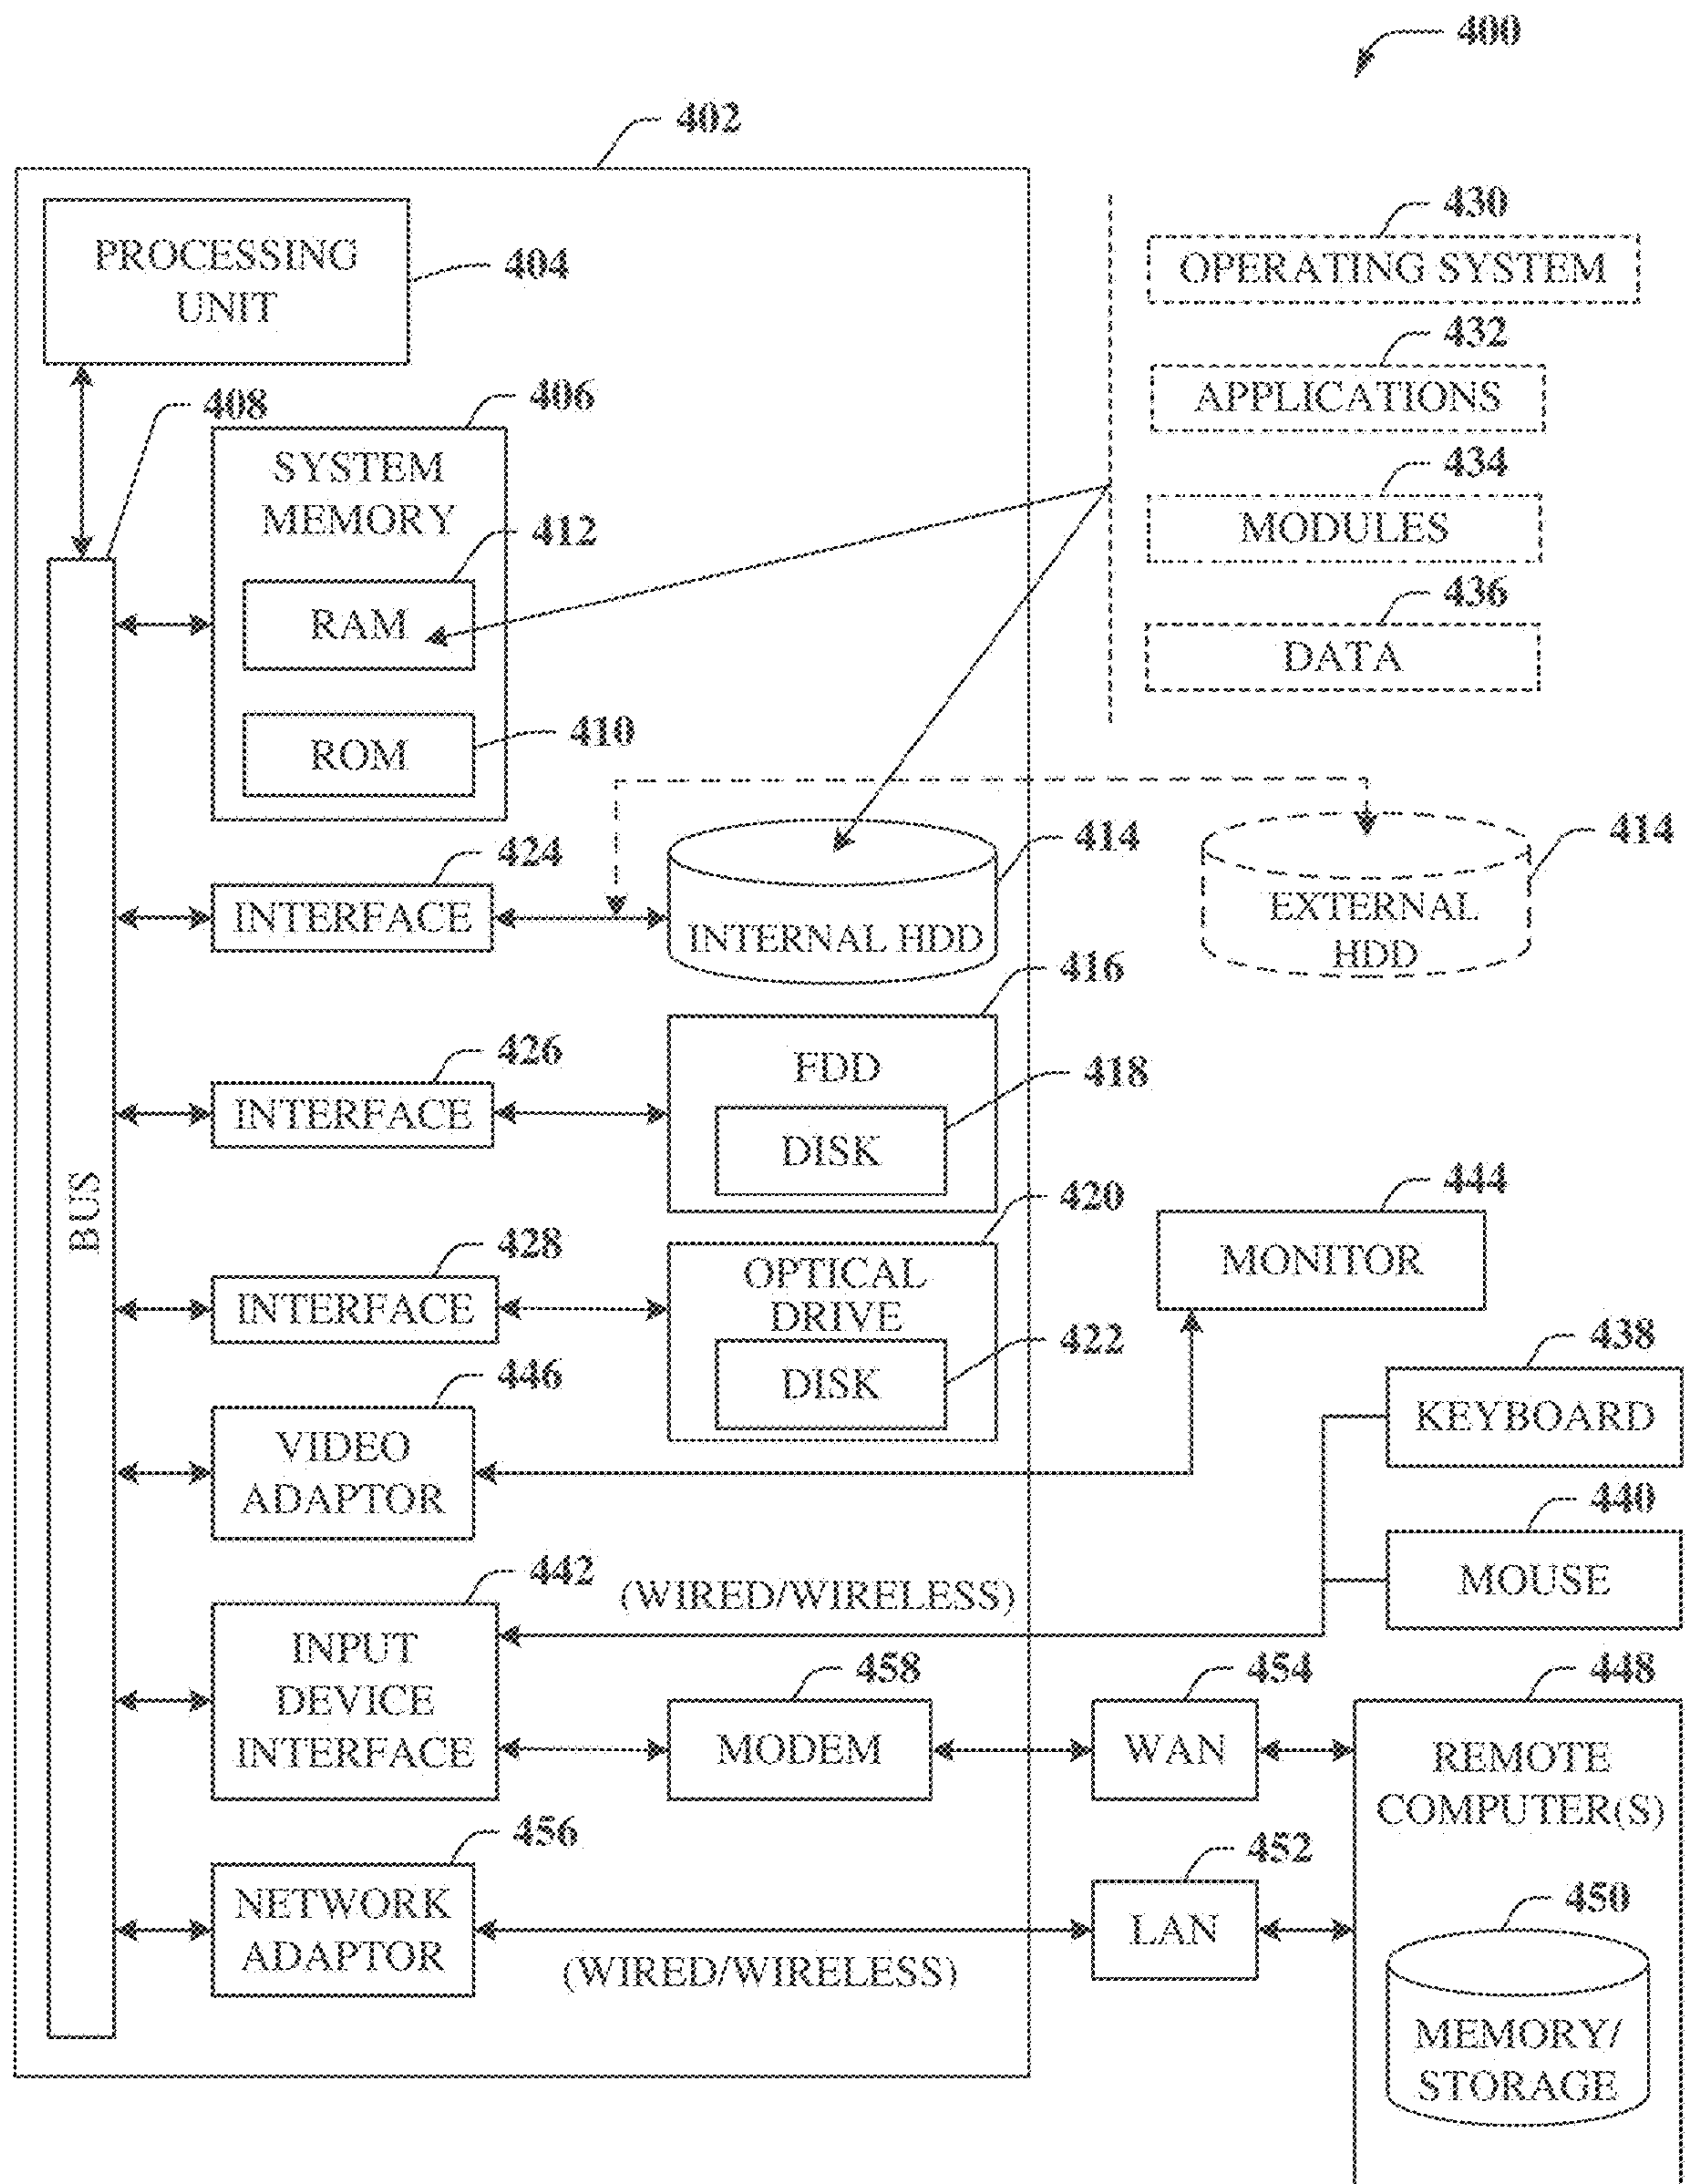 400
402
PROCESSING
UNIT
404
408
406
SYSTEM
MEMORY
412
RAM
ROM
410
430
OPERATING SYSTEM
432
APPLICATIONS
434
MODULES
436
DATA
BUS
424
INTERFACE
414
INTERNAL HDD
414
EXTERNAL
HDD
426
INTERFACE
416
FDD
418
DISK
428
INTERFACE
420
OPTICAL
DRIVE
422
DISK
444
MONITOR
446
VIDEO
ADAPTOR
438
KEYBOARD
440
MOUSE
442
(WIRED/WIRELESS)
INPUT
DEVICE
INTERFACE
458
MODEM
454
WAN
448
REMOTE
COMPUTER(S)
456
NETWORK
ADAPTOR
(WIRED/WIRELESS)
452
LAN
450
MEMORY/
STORAGE